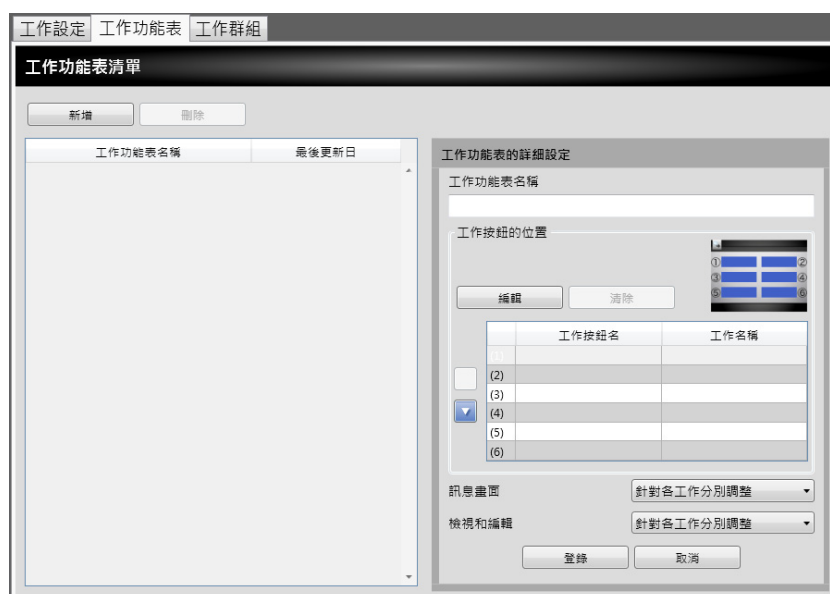 工作設定 工作功能表 工作群組
工作功能表清單
新增 刪除
工作功能表名稱 最後更新日
工作功能表的詳細設定
工作功能表名稱
工作按鈕的位置
① ②
③ ④
⑤ ⑥
編輯 清除
工作按鈕名 工作名稱
(1)
(2)
(3)
(4)
(5)
(6)
訊息畫面 針對各工作分別調整
檢視和編輯 針對各工作分別調整
登錄 取消